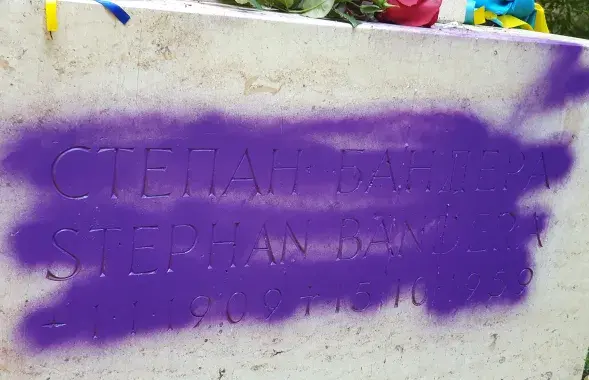 СТЕПАН БАНДЕРА
STEPHAN BANDERA
+ 1·1·1909 + 15·10·1959